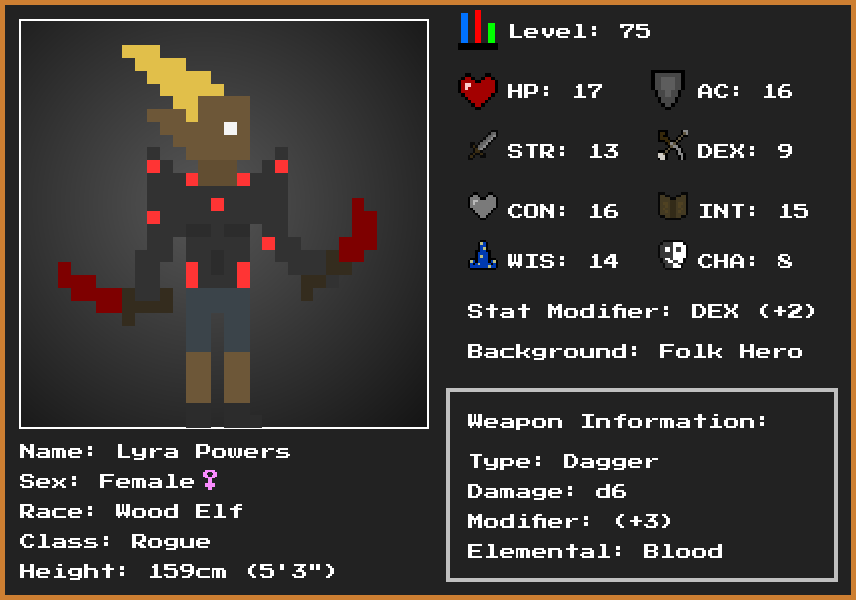 Level: 75
HP: 17 AC: 16
STR: 13 DEX: 9
CON: 16 INT: 15
WIS: 14 CHA: 8
Stat Modifier: DEX (+2)
Background: Folk Hero
Name: Lyra Powers
Sex: Female♀
Race: Wood Elf
Class: Rogue
Height: 159cm (5'3")
Weapon Information:
Type: Dagger
Damage: d6
Modifier: (+3)
Elemental: Blood